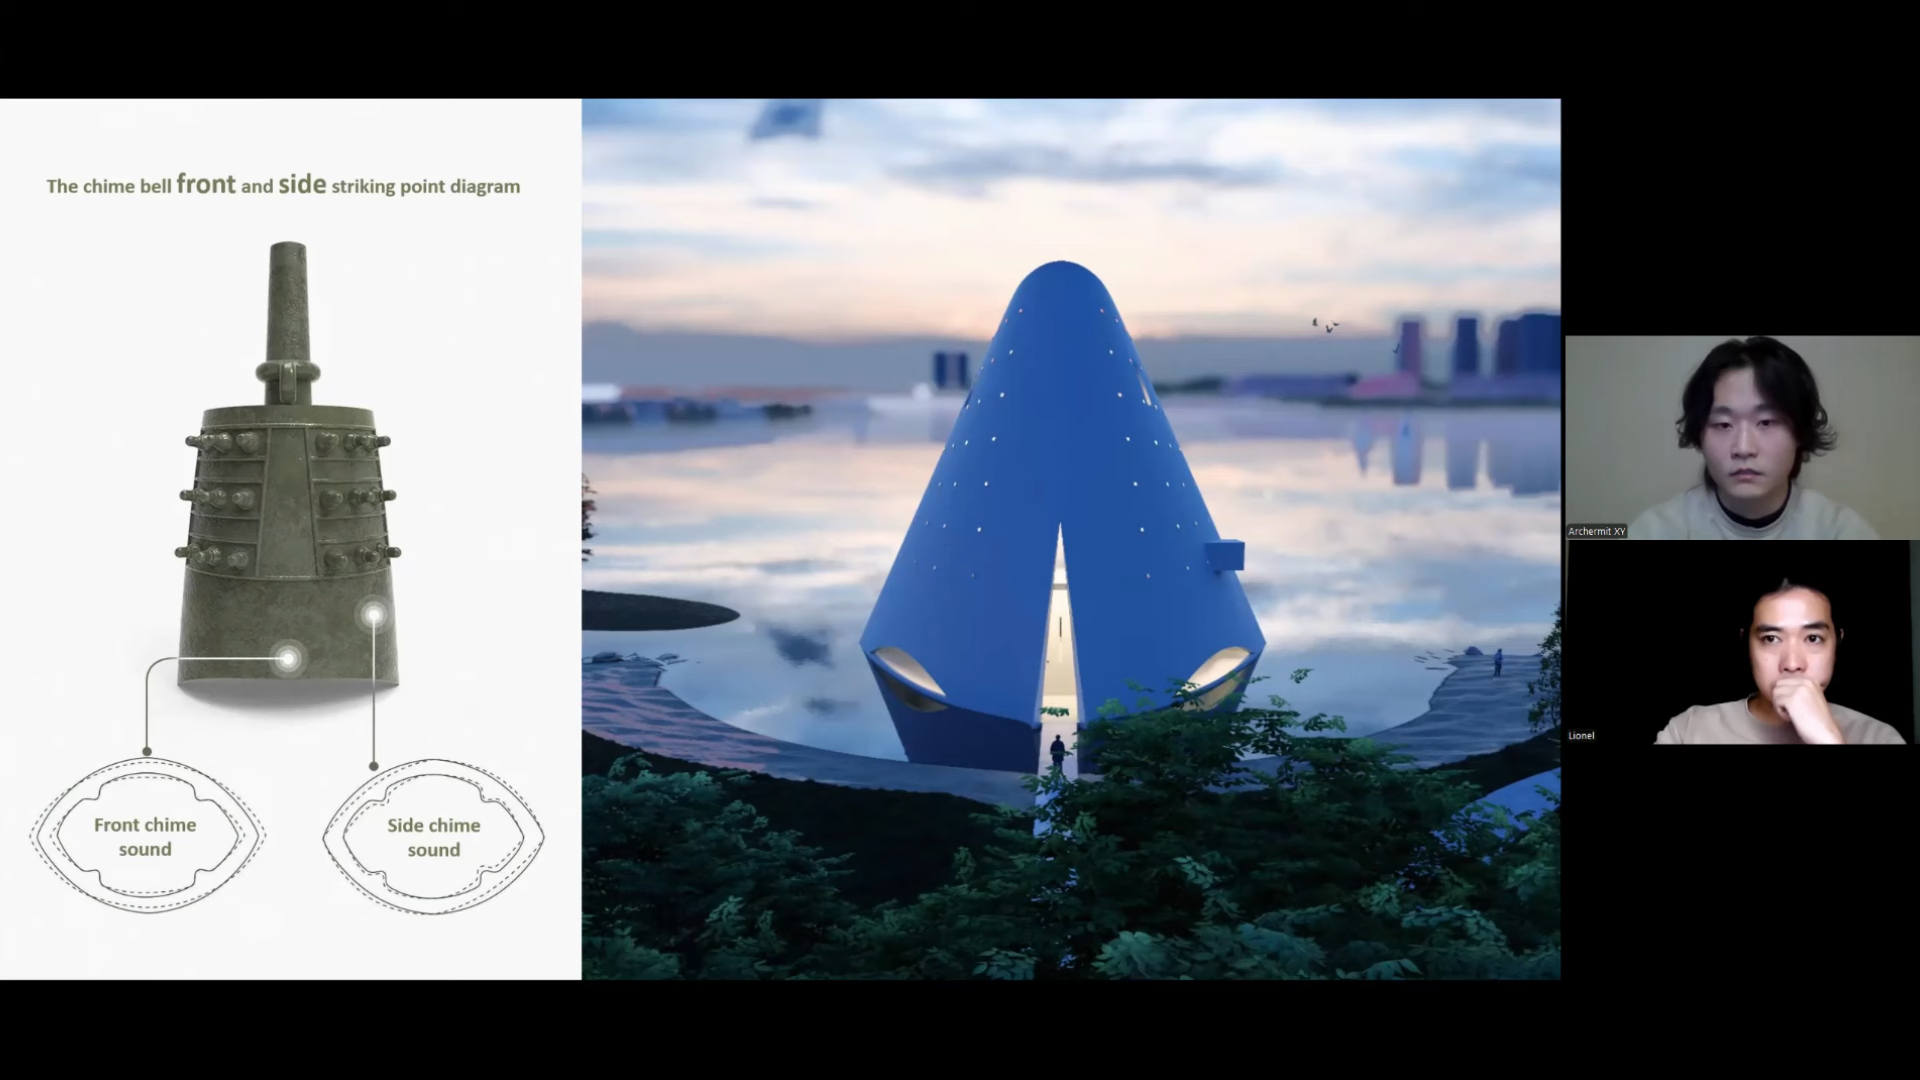 The chime bell front and side striking point diagram
Front chime
sound
Side chime
sound
Archermit XY
Lionel